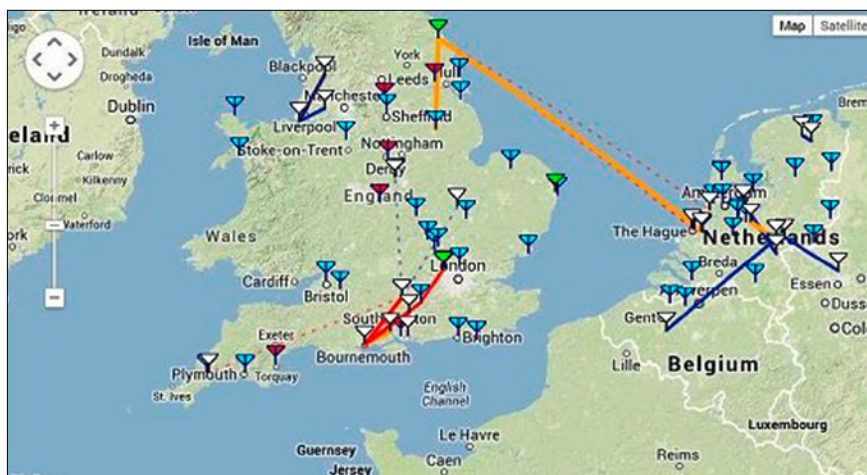 Ireland
Isle of Man
Map
Satellite
Dundalk
Drogheda
Dublin
Blackpool
York
Leeds
Hull
Manchester
Sheffield
Liverpool
Stoke-on-Trent
Nottingham
Derby
Carlow
Kilkenny
Clonmel
Waterford
England
Wales
Cardiff
Bristol
London
Exeter
Bournemouth
Brighton
Plymouth
Torquay
St. Ives
English
Channel
Guernsey
Jersey
Le Havre
Caen
Reims
Lille
Gent
Belgium
Luxembourg
Breda
The Hague
Netherlands
Essen